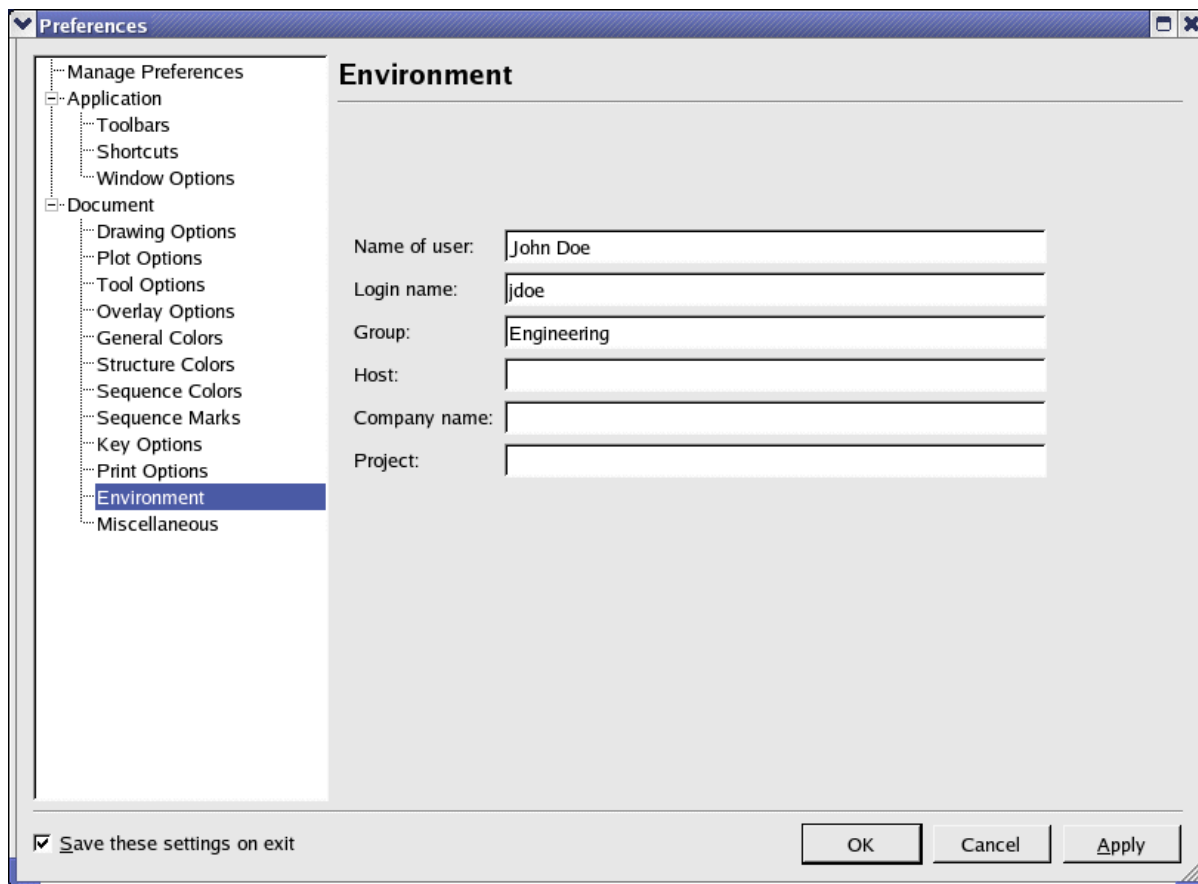 Preferences
Manage Preferences
Application
Toolbars
Shortcuts
Window Options
Document
Drawing Options
Plot Options
Tool Options
Overlay Options
General Colors
Structure Colors
Sequence Colors
Sequence Marks
Key Options
Print Options
Environment
Miscellaneous
Environment
Name of user: John Doe
Login name: jdoe
Group: Engineering
Host:
Company name:
Project:
Save these settings on exit
OK Cancel Apply